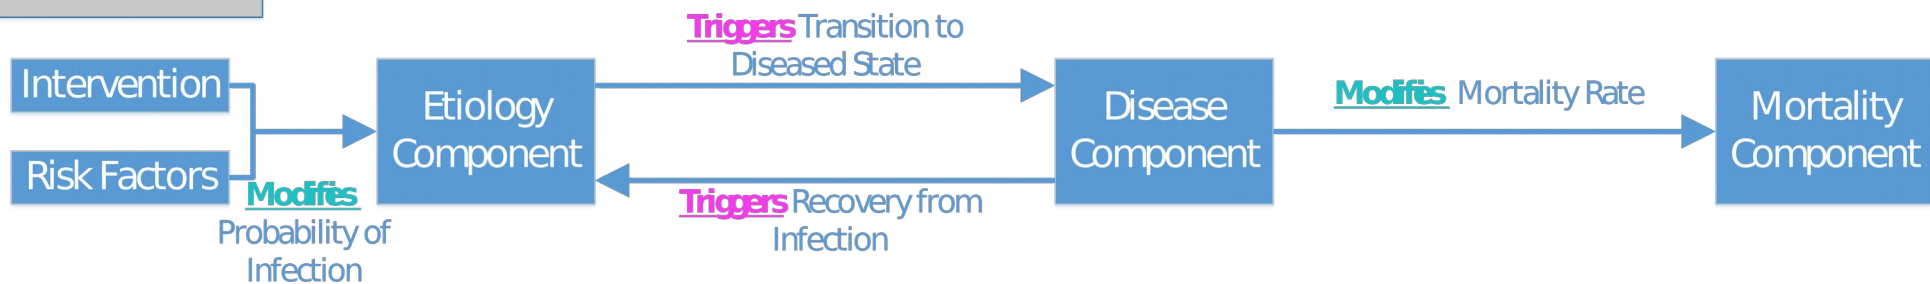 Intervention
Risk Factors
Modifies
Probability of
Infection
Etiology
Component
Triggers Transition to
Diseased State
Triggers Recovery from
Infection
Disease
Component
Modifies Mortality Rate
Mortality
Component